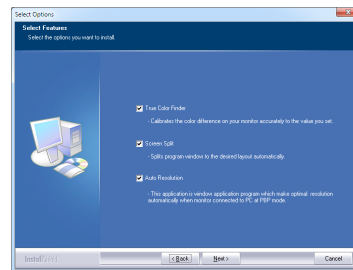 Select Options
Select Features
Select the options you want to install.
True Color Finder
- Calibrates the color difference on your monitor accurately to the value you set.
Screen Split
- Splits program window to the desired layout automatically.
Auto Resolution
- This application is window application program which make optimal resolution
automatically when monitor connected to PC at PBP mode.
< Back
Next >
Cancel